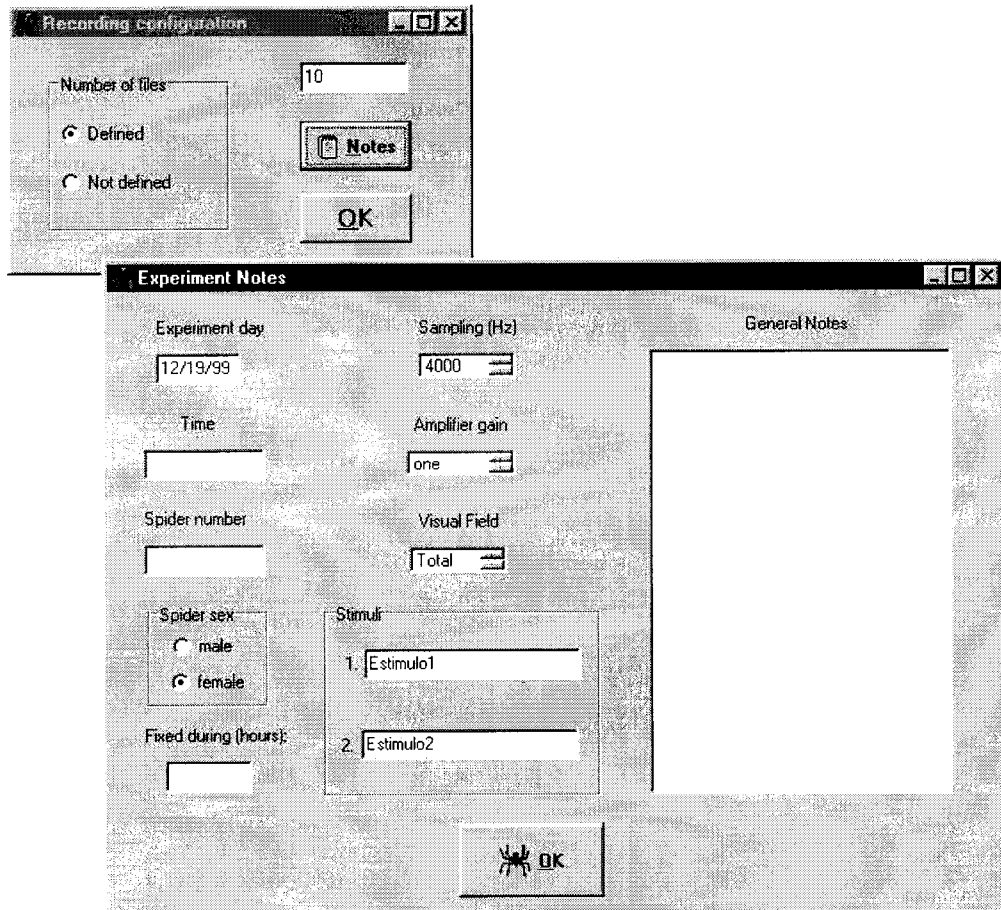 Recording configuration
Number of files
10
Defined
Notes
Not defined
OK
Experiment Notes
Experiment day
Sampling (Hz)
General Notes
12/19/99
4000
Time
Amplifier gain
one
Spider number
Visual Field
Total
Spider sex
Stimuli
male
1. Estimulo1
female
Fixed during (hours):
2. Estimulo2
OK